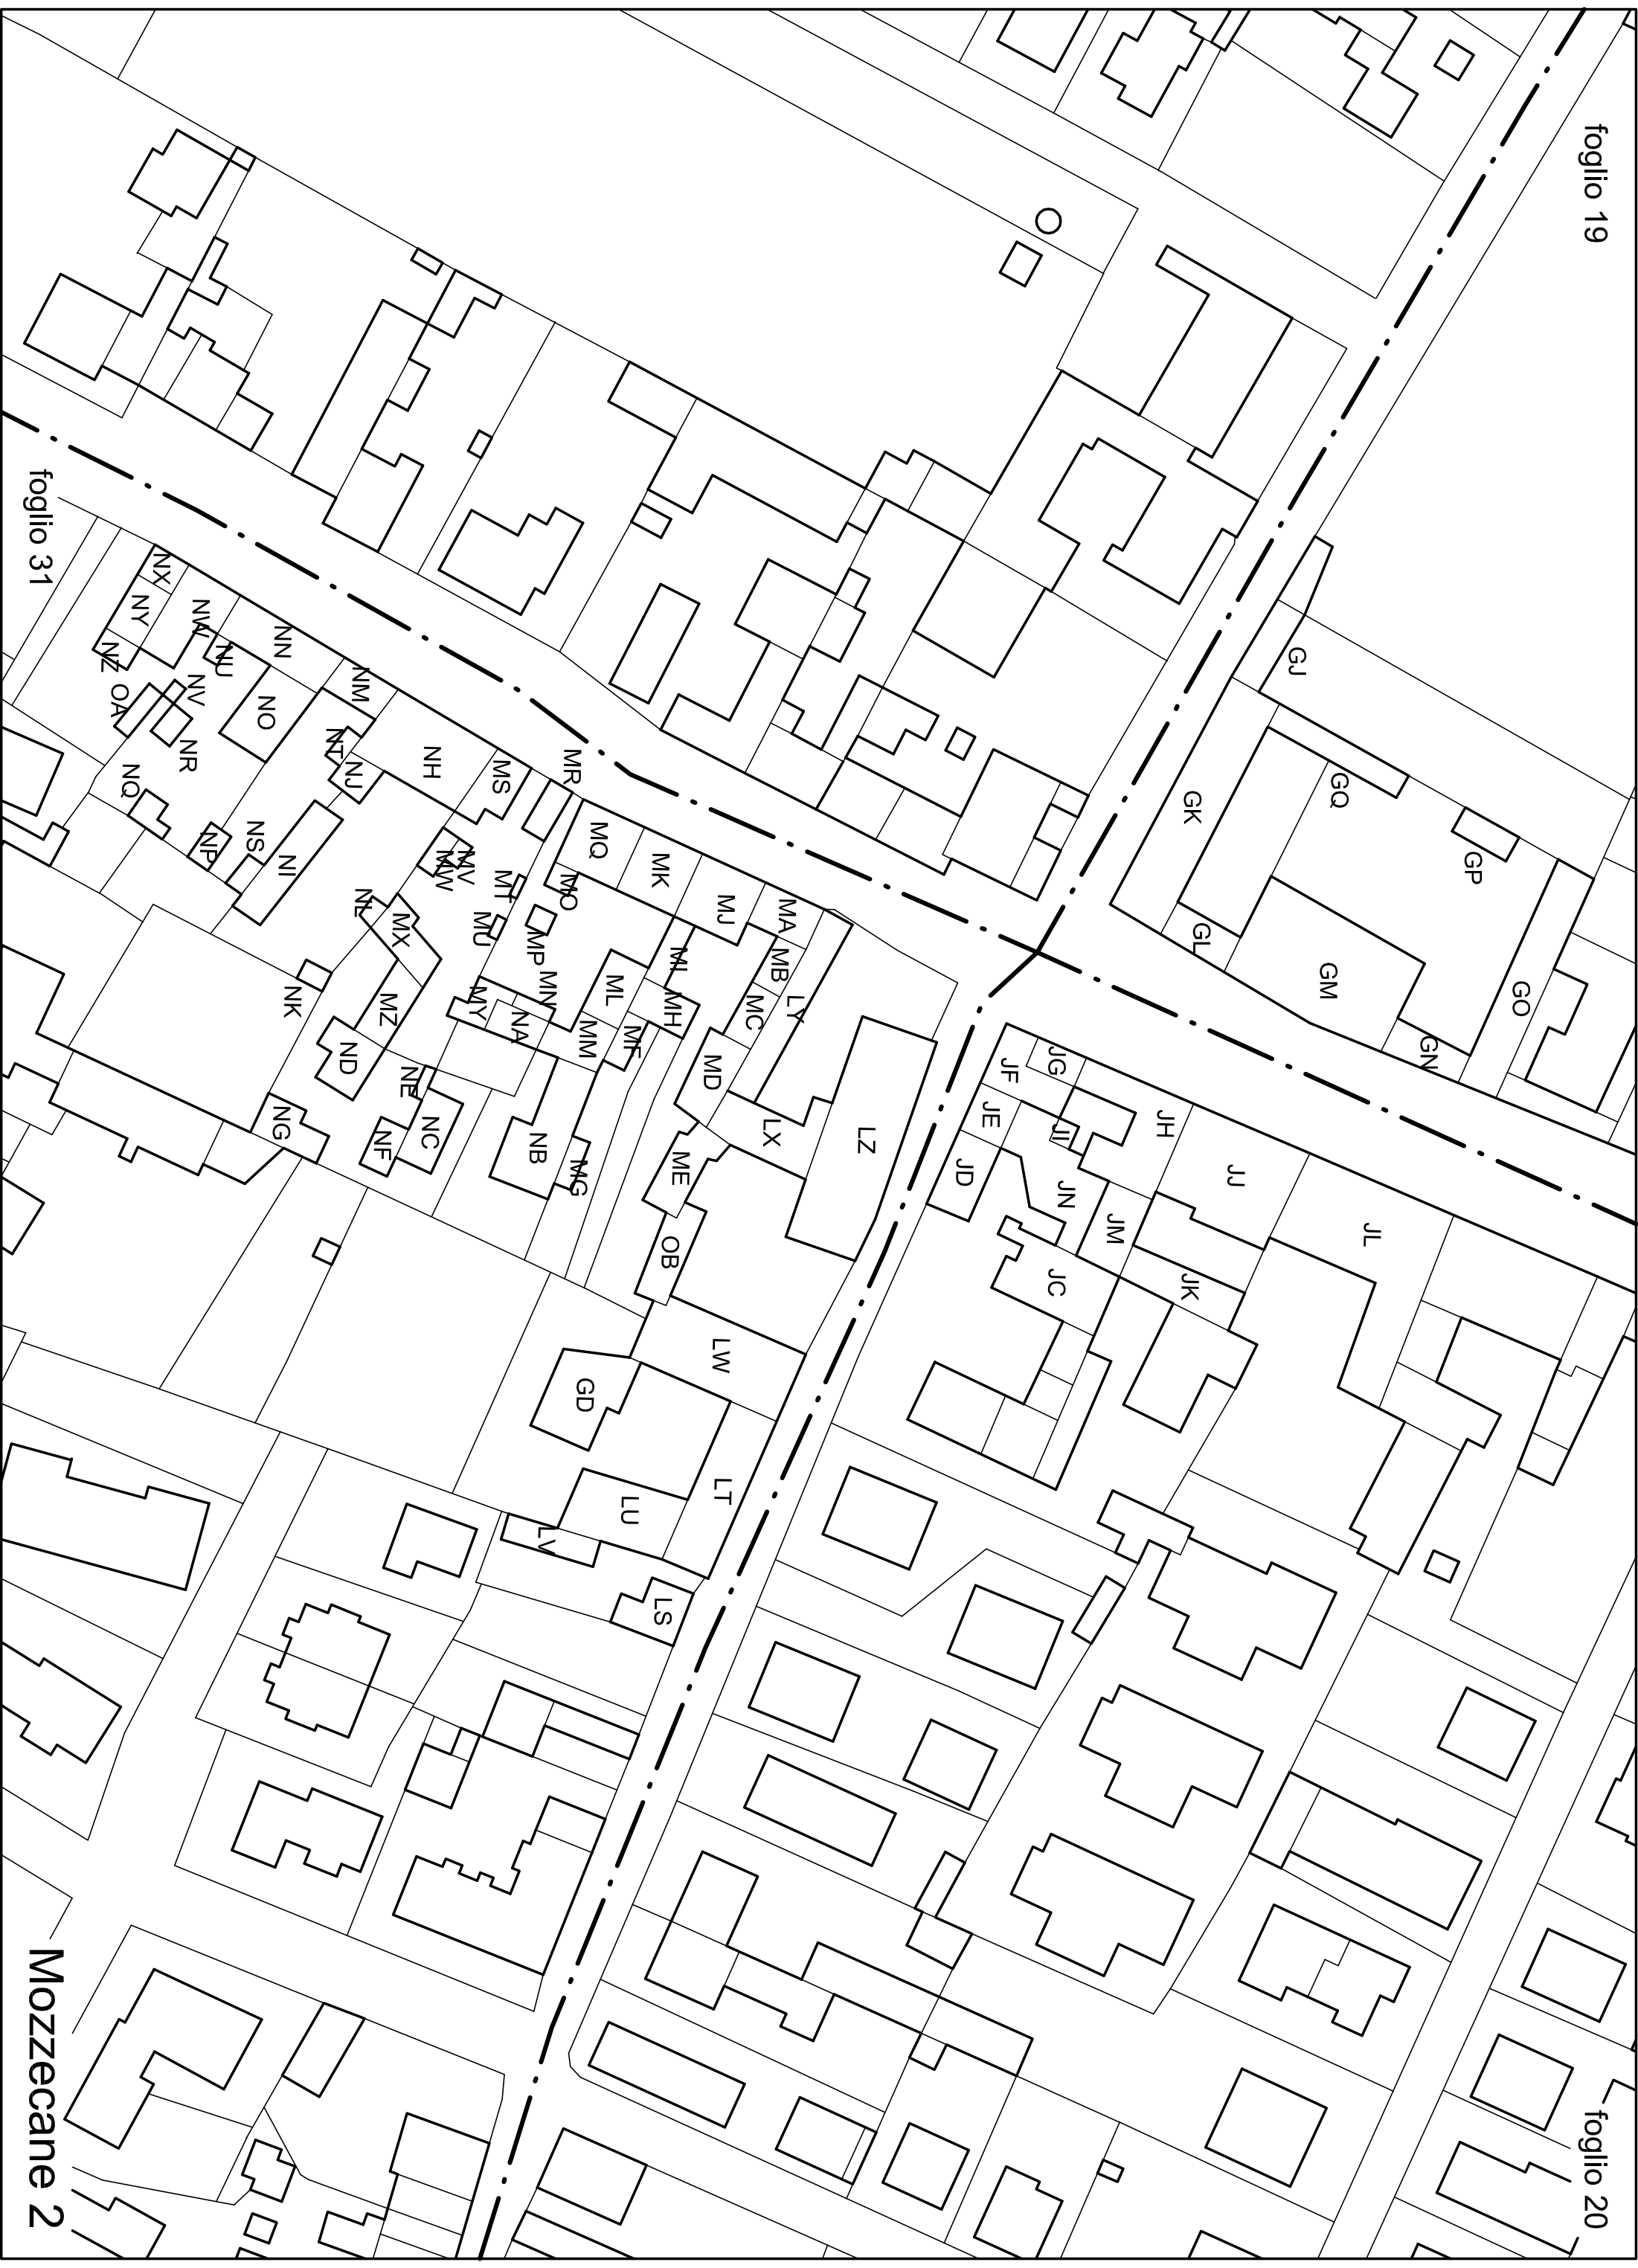 foglio 19
foglio 20
foglio 31
Mozzecane 2
GJ
GK
GQ
GP
GL
GM
GO
GN
JG
JF
JE
JD
JI
JH
JJ
JL
JN
JM
JK
JC
NX
NY
NZ
NW
NU
NN
NV
OA
NO
NM
NR
NQ
NT
NJ
NH
MS
MR
NP
NS
NI
MV
MW
MT
MO
MQ
MK
MJ
MA
MB
MC
LY
NL
MX
MU
MP
MI
MH
ML
MN
NK
MZ
MY
NA
MM
MF
MD
ND
NE
NC
NF
NG
NB
MG
ME
LX
LZ
OB
LW
GD
LT
LU
LV
LS